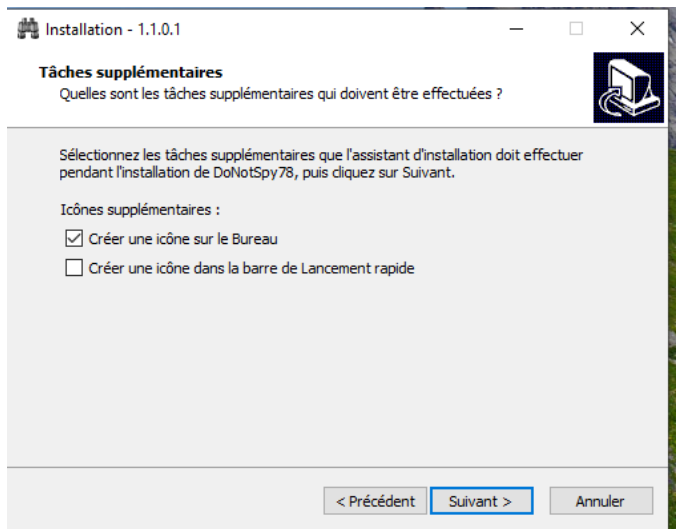 Installation - 1.1.0.1
Tâches supplémentaires
Quelles sont les tâches supplémentaires qui doivent être effectuées ?
Sélectionnez les tâches supplémentaires que l'assistant d'installation doit effectuer
pendant l'installation de DoNotSpy78, puis cliquez sur Suivant.
Icônes supplémentaires :
Créer une icône sur le Bureau
Créer une icône dans la barre de Lancement rapide
< Précédent Suivant > Annuler